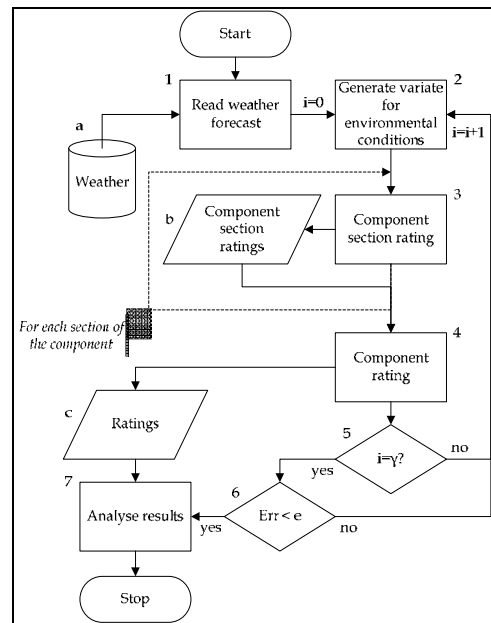 Start
1
Read weather
forecast
i=0
2
Generate variate
for
environmental
conditions
i=i+1
a
Weather
3
Component
section rating
b
Component
section
ratings
For each section of
the component
4
Component
rating
c
Ratings
5
i=γ?
yes
no
6
Err < e
yes
no
7
Analyse results
Stop